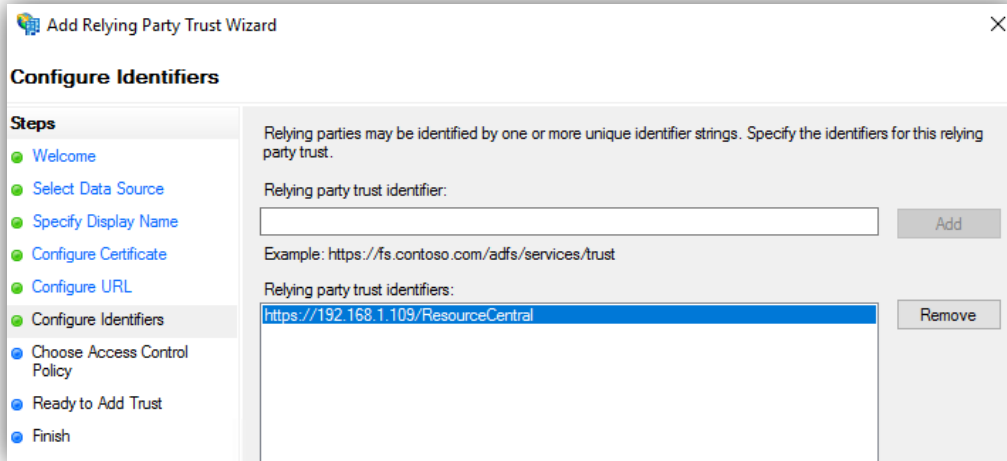 Add Relying Party Trust Wizard
Configure Identifiers
Steps
Welcome
Select Data Source
Specify Display Name
Configure Certificate
Configure URL
Configure Identifiers
Choose Access Control
Policy
Ready to Add Trust
Finish
Relying parties may be identified by one or more unique identifier strings. Specify the identifiers for this relying
party trust.
Relying party trust identifier:
Add
Example: https://fs.contoso.com/adfs/services/trust
Relying party trust identifiers:
https://192.168.1.109/ResourceCentral
Remove